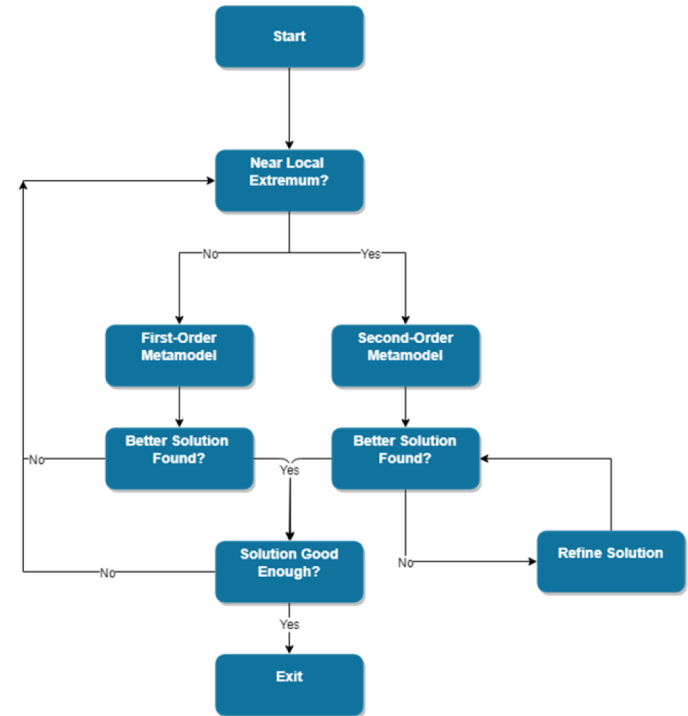 Start
Near Local
Extremum?
No
Yes
First-Order
Metamodel
Second-Order
Metamodel
Better Solution
Found?
Better Solution
Found?
No
Yes
Solution Good
Enough?
No
Refine Solution
No
Yes
Exit